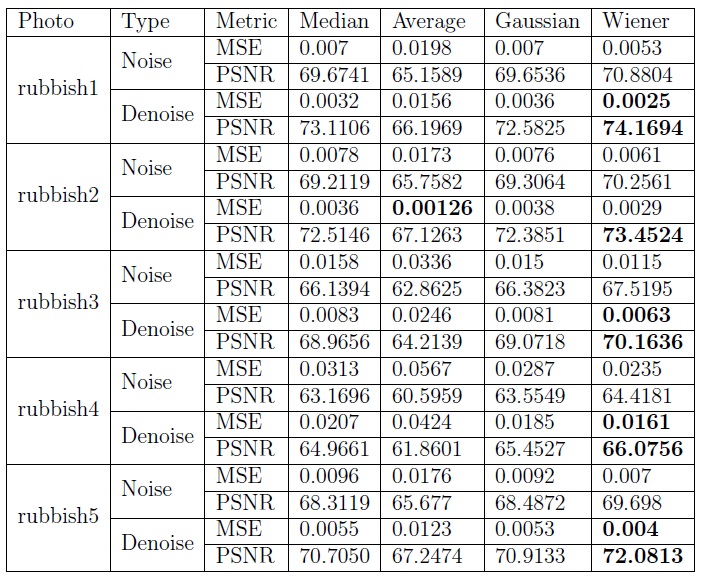 Photo Type Metric Median Average Gaussian Wiener
rubbish1 Noise MSE 0.007 0.0198 0.007 0.0053
PSNR 69.6741 65.1589 69.6536 70.8804
Denoise MSE 0.0032 0.0156 0.0036 0.0025
PSNR 73.1106 66.1969 72.5825 74.1694
rubbish2 Noise MSE 0.0078 0.0173 0.0076 0.0061
PSNR 69.2119 65.7582 69.3064 70.2561
Denoise MSE 0.0036 0.00126 0.0038 0.0029
PSNR 72.5146 67.1263 72.3851 73.4524
rubbish3 Noise MSE 0.0158 0.0336 0.015 0.0115
PSNR 66.1394 62.8625 66.3823 67.5195
Denoise MSE 0.0083 0.0246 0.0081 0.0063
PSNR 68.9656 64.2139 69.0718 70.1636
rubbish4 Noise MSE 0.0313 0.0567 0.0287 0.0235
PSNR 63.1696 60.5959 63.5549 64.4181
Denoise MSE 0.0207 0.0424 0.0185 0.0161
PSNR 64.9661 61.8601 65.4527 66.0756
rubbish5 Noise MSE 0.0096 0.0176 0.0092 0.007
PSNR 68.3119 65.677 68.4872 69.698
Denoise MSE 0.0055 0.0123 0.0053 0.004
PSNR 70.7050 67.2474 70.9133 72.0813